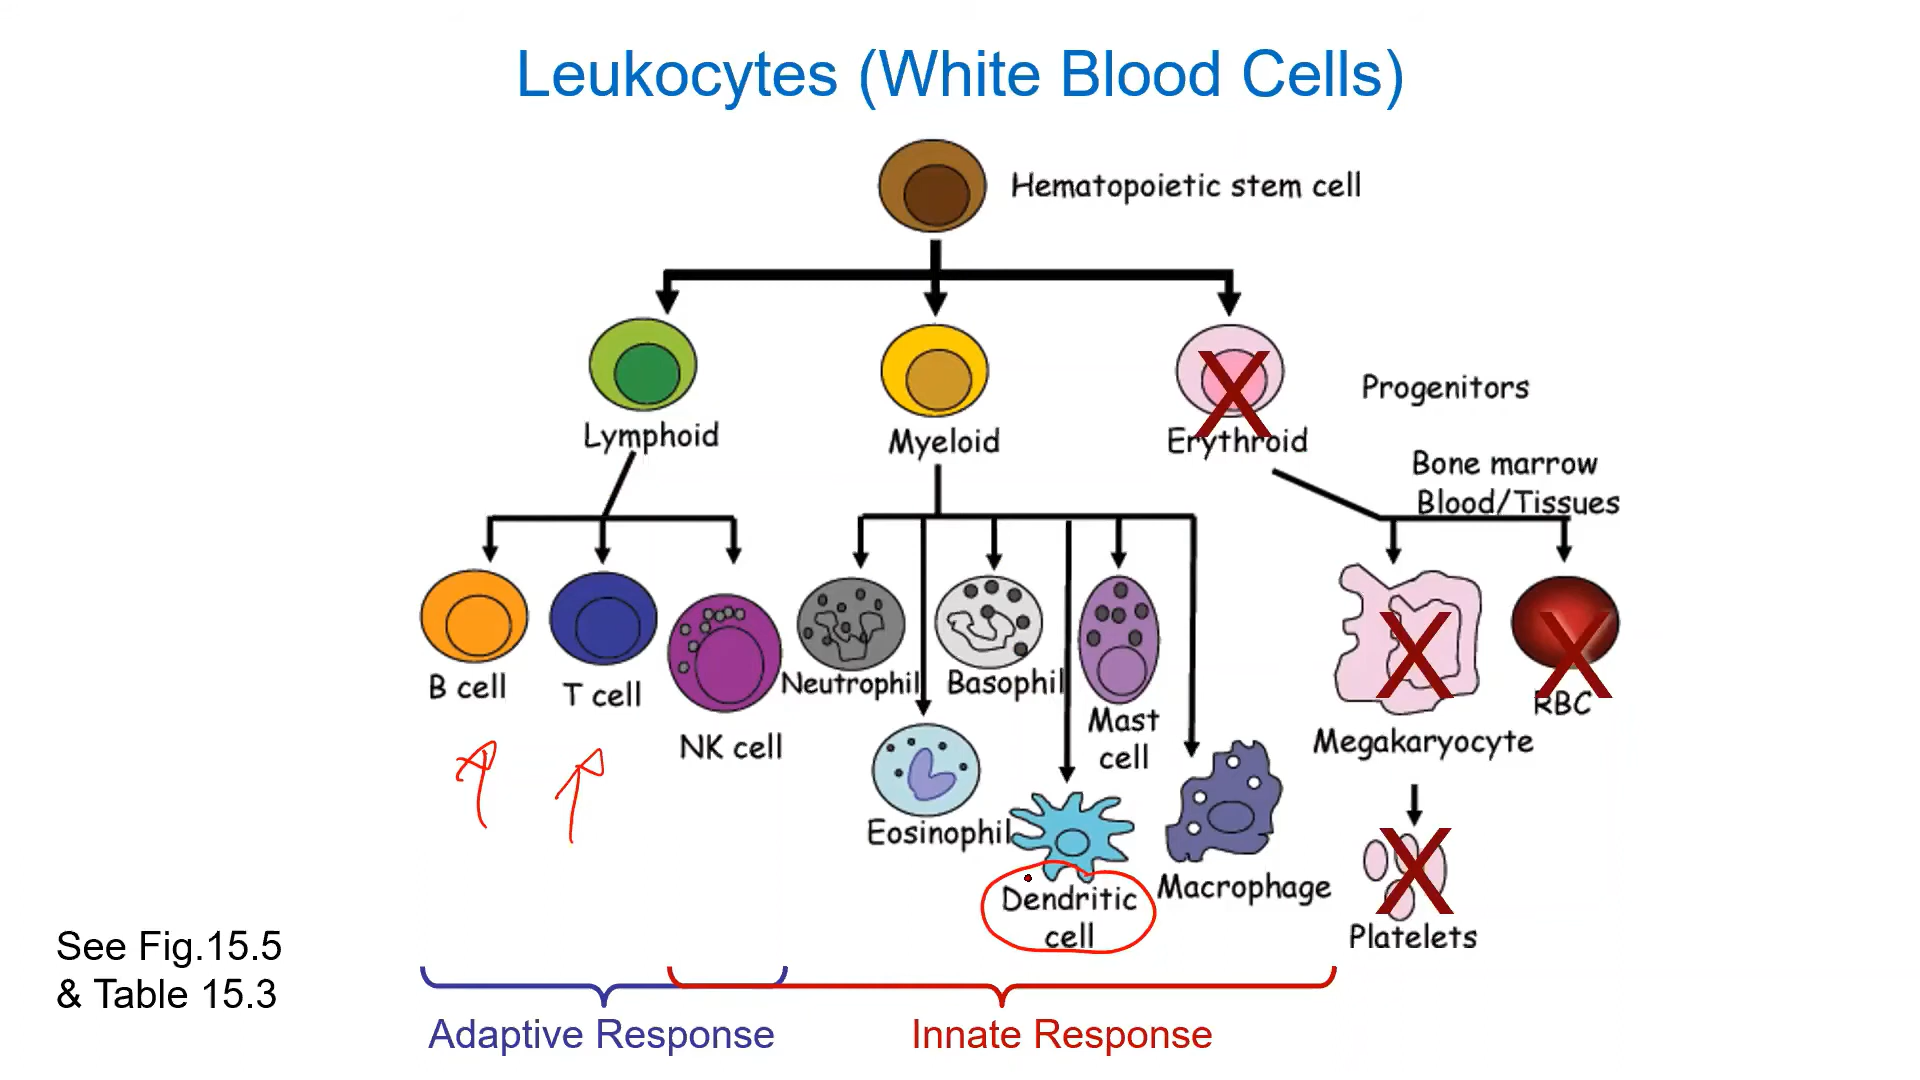 Leukocytes (White Blood Cells)
Hematopoietic stem cell
Lymphoid
Myeloid
Erythroid
Progenitors
Bone marrow
Blood/Tissues
B cell
T cell
NK cell
Neutrophil
Basophil
Mast
cell
Eosinophil
Dendritic
cell
Macrophage
Megakaryocyte
RBC
Platelets
See Fig.15.5
& Table 15.3
Adaptive Response
Innate Response